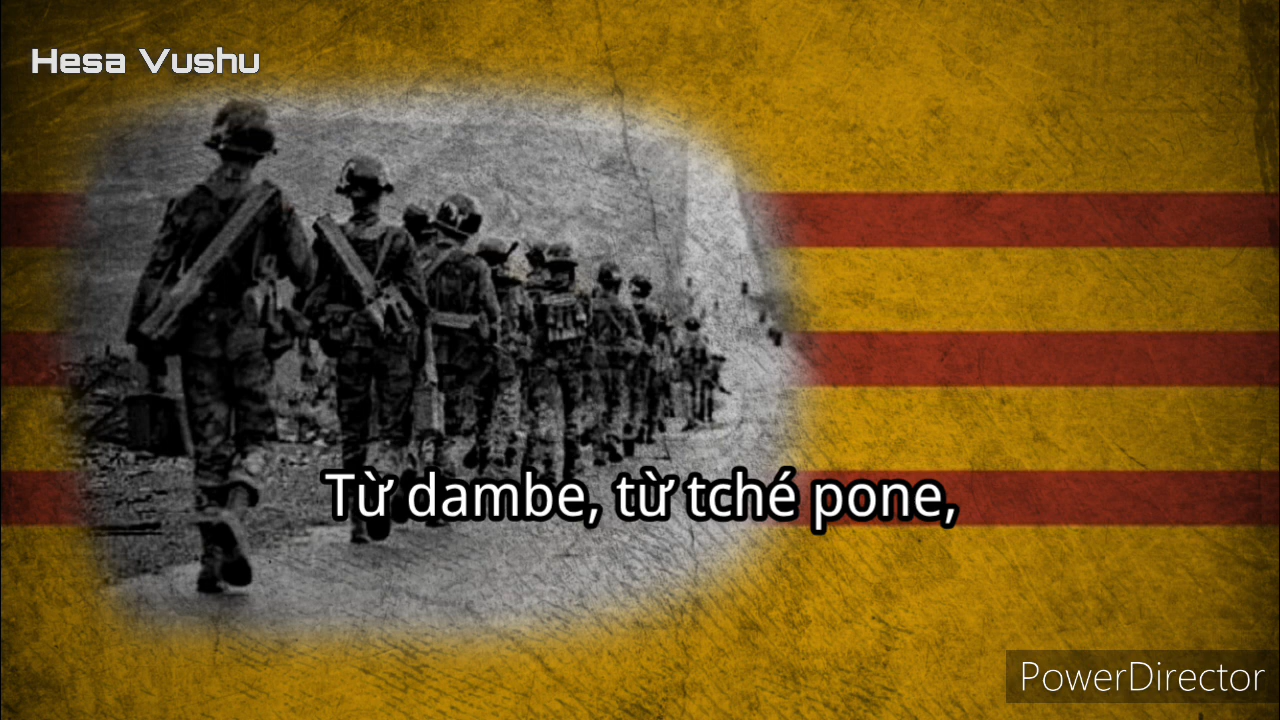 Hesa Vushu
Từ dambe, từ tché pone,
PowerDirector